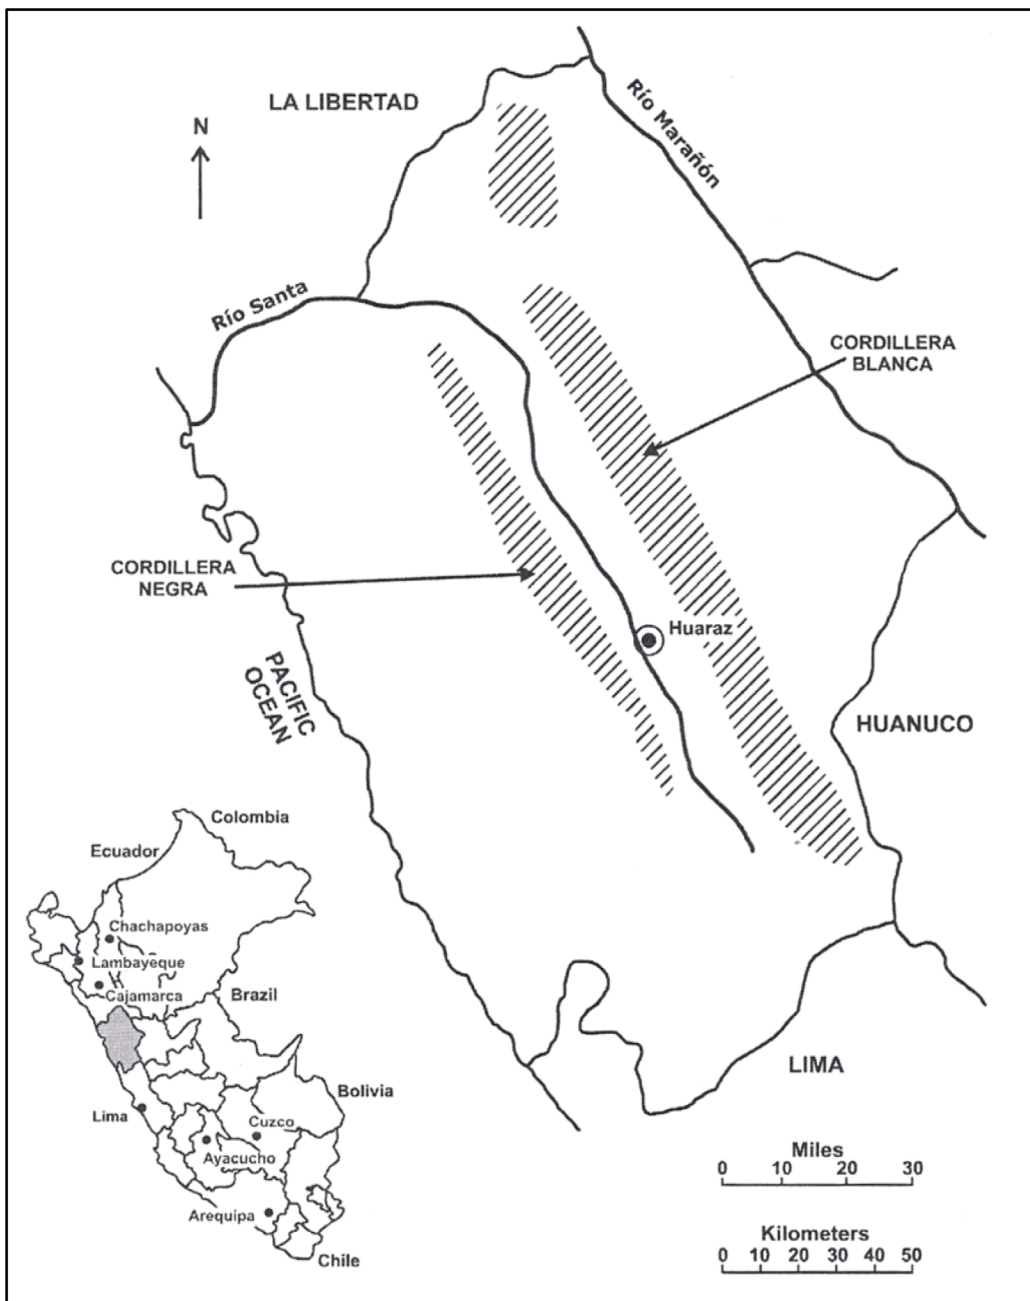 LA LIBERTAD
N
Río Marañón
Río Santa
CORDILLERA
BLANCA
CORDILLERA
NEGRA
Huaraz
PACIFIC
OCEAN
HUANUCO
Colombia
Ecuador
Chachapoyas
Lambayeque
Cajamarca
Brazil
Bolivia
Lima
Cuzco
Ayacucho
Arequipa
Chile
LIMA
Miles
0 10 20 30
Kilometers
0 10 20 30 40 50